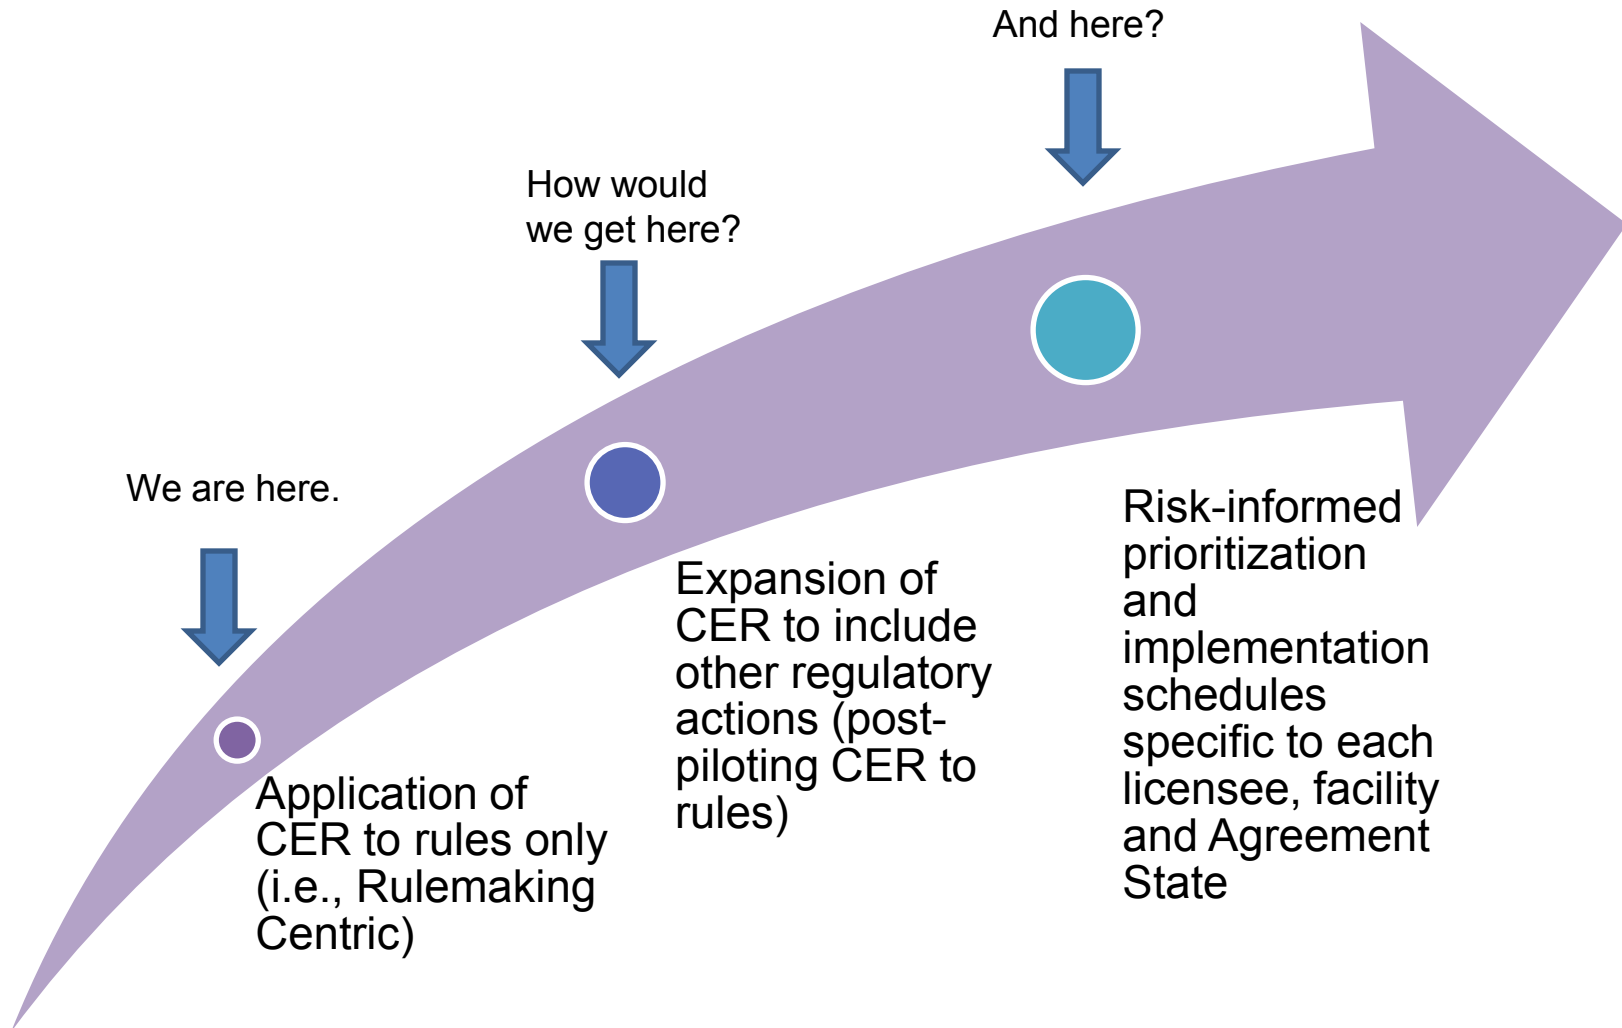 And here?
How would
we get here?
We are here.
Application of
CER to rules only
(i.e., Rulemaking
Centric)
Expansion of
CER to include
other regulatory
actions (post-
piloting CER to
rules)
Risk-informed
prioritization
and
implementation
schedules
specific to each
licensee, facility
and Agreement
State